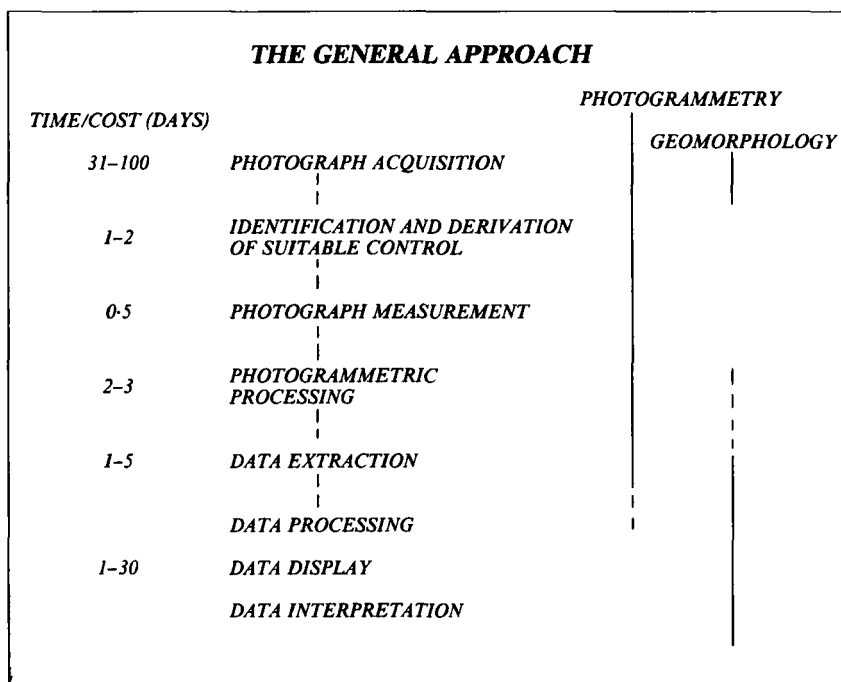 THE GENERAL APPROACH
PHOTOGRAMMETRY
TIME/COST (DAYS)
GEOMORPHOLOGY
31–100 PHOTOGRAPH ACQUISITION
1–2 IDENTIFICATION AND DERIVATION
OF SUITABLE CONTROL
0·5 PHOTOGRAPH MEASUREMENT
2–3 PHOTOGRAMMETRIC
PROCESSING
1–5 DATA EXTRACTION
DATA PROCESSING
1–30 DATA DISPLAY
DATA INTERPRETATION